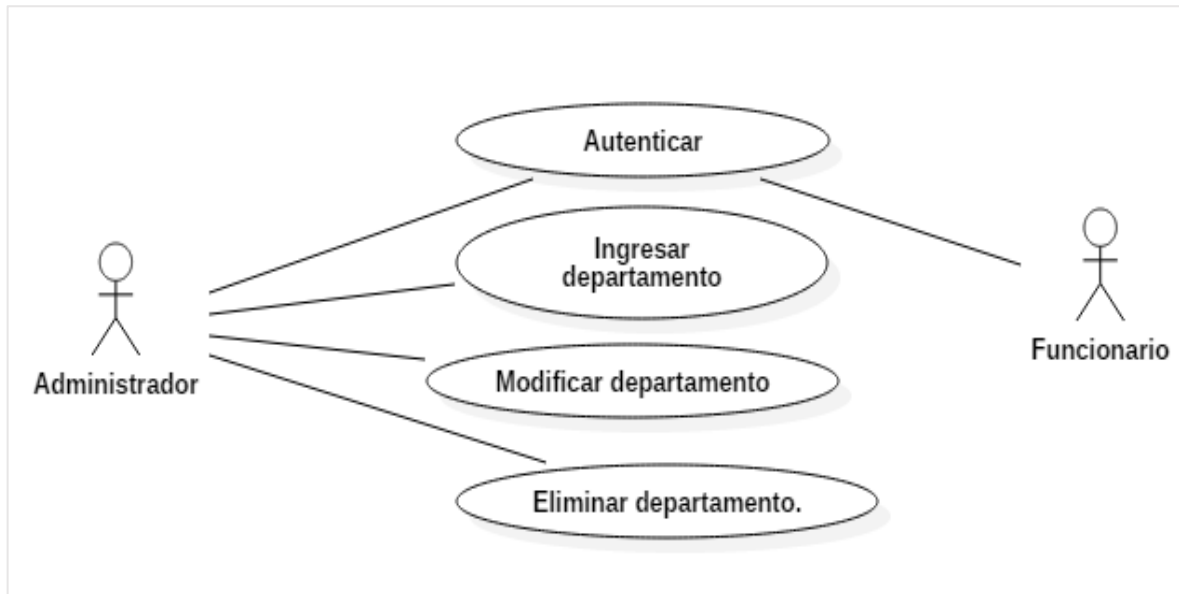 Autenticar
Ingresar
departamento
Modificar departamento
Eliminar departamento.
Administrador
Funcionario